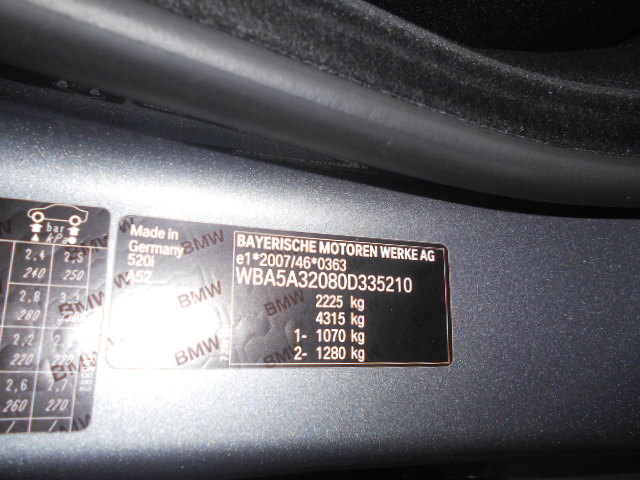 bar
kPa
2,4 2,5
240 250
2,8
280
2,2
220 220
2,6 2,7
260 270
Made in
Germany
520i
A52
BMW BMW BMW
BAYERISCHE MOTOREN WERKE AG
e1*2007/46*0363
WBA5A32080D335210
2225 kg
4315 kg
1- 1070 kg
2- 1280 kg